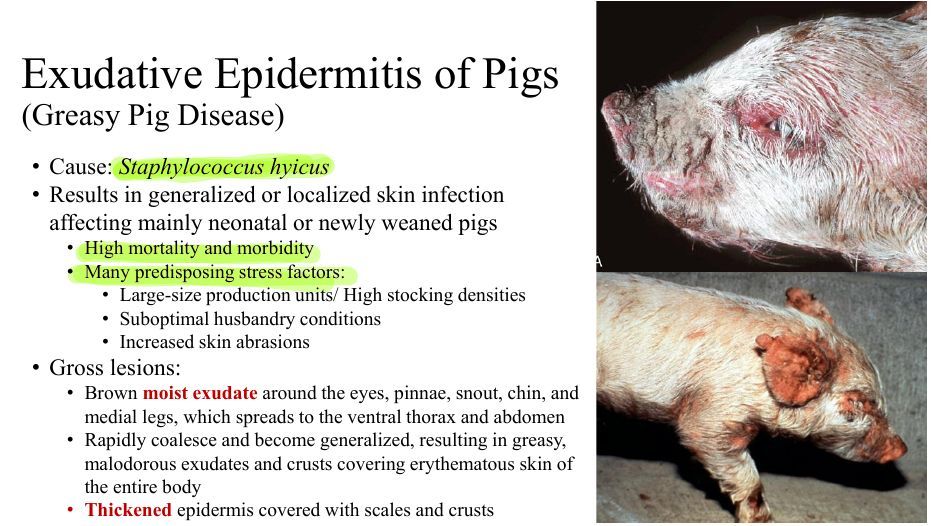 Exudative Epidermitis of Pigs
(Greasy Pig Disease)
• Cause: Staphylococcus hyicus
• Results in generalized or localized skin infection
affecting mainly neonatal or newly weaned pigs
• High mortality and morbidity
• Many predisposing stress factors:
• Large-size production units/ High stocking densities
• Suboptimal husbandry conditions
• Increased skin abrasions
• Gross lesions:
• Brown moist exudate around the eyes, pinnae, snout, chin, and
medial legs, which spreads to the ventral thorax and abdomen
• Rapidly coalesce and become generalized, resulting in greasy,
malodorous exudates and crusts covering erythematous skin of
the entire body
• Thickened epidermis covered with scales and crusts
A